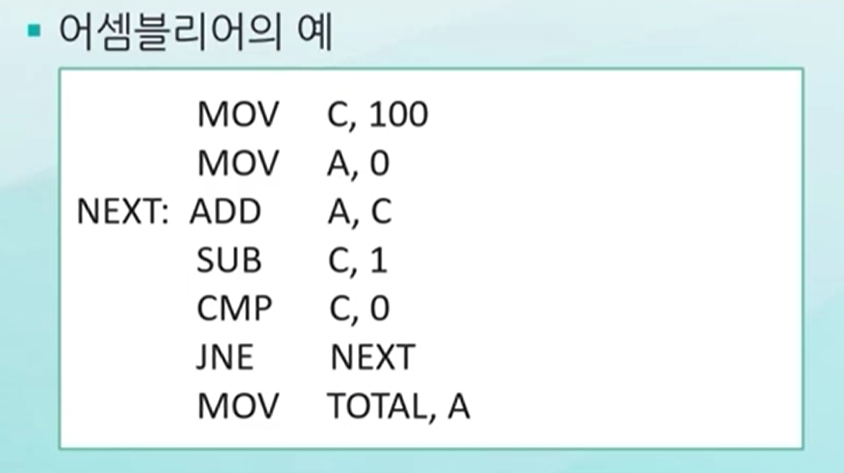 어셈블리어의 예
MOV C, 100
MOV A, 0
NEXT: ADD A, C
SUB C, 1
CMP C, 0
JNE NEXT
MOV TOTAL, A